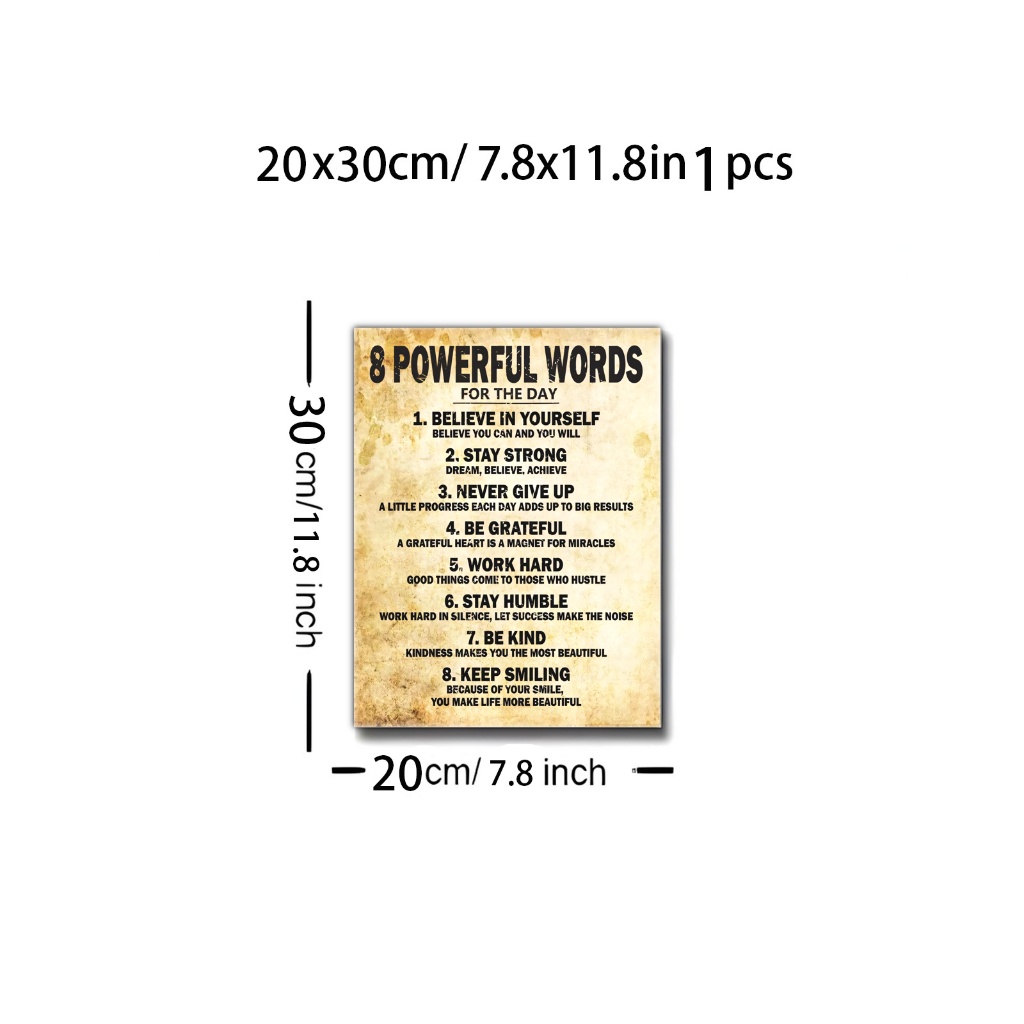 20x30cm/ 7.8x11.8in 1 pcs
30 cm/11.8 inch
8 POWERFUL WORDS
FOR THE DAY
1. BELIEVE IN YOURSELF
BELIEVE YOU CAN AND YOU WILL
2. STAY STRONG
DREAM, BELIEVE, ACHIEVE
3. NEVER GIVE UP
A LITTLE PROGRESS EACH DAY ADDS UP TO BIG RESULTS
4. BE GRATEFUL
A GRATEFUL HEART IS A MAGNET FOR MIRACLES
5. WORK HARD
GOOD THINGS COME TO THOSE WHO HUSTLE
6. STAY HUMBLE
WORK HARD IN SILENCE, LET SUCCESS MAKE THE NOISE
7. BE KIND
KINDNESS MAKES YOU THE MOST BEAUTIFUL
8. KEEP SMILING
BECAUSE OF YOUR SMILE,
YOU MAKE LIFE MORE BEAUTIFUL
20cm/ 7.8 inch